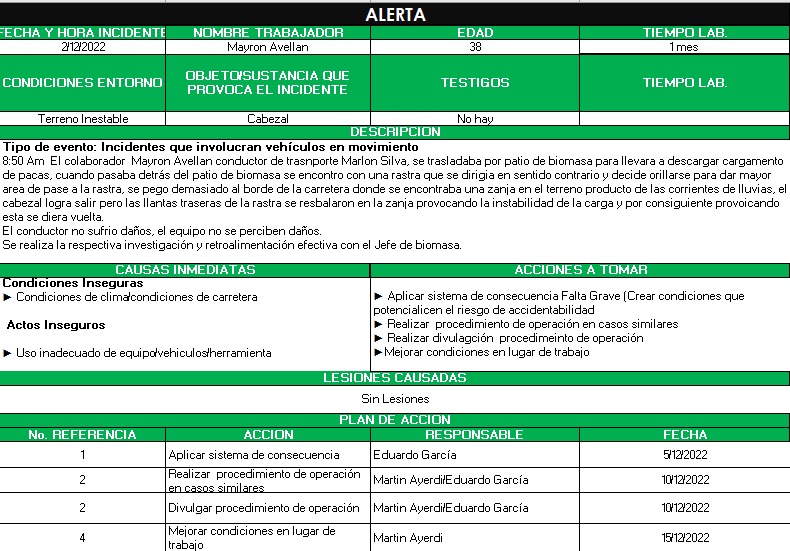 ALERTA
FECHA Y HORA INCIDENTE NOMBRE TRABAJADOR EDAD TIEMPO LAB.
2/12/2022 Mayron Avellan 38 1 mes
CONDICIONES ENTORNO OBJETO/SUSTANCIA QUE PROVOCA EL INCIDENTE TESTIGOS TIEMPO LAB.
Terreno Inestable Cabezal No hay
DESCRIPCION
Tipo de evento: Incidentes que involucran vehículos en movimiento
8:50 Am El colaborador Mayron Avellan conductor de trasnporte Marlon Silva, se trasladaba por patio de biomasa para llevara a descargar cargamento
de pacas, cuando pasaba detrás del patio de biomasa se encontro con una rastra que se dirigia en sentido contrario y decide orillarse para dar mayor
area de pase a la rastra, se pego demasiado al borde de la carretera donde se encontraba una zanja en el terreno producto de las corrientes de lluvias, el
cabezal logra salir pero las llantas traseras de la rastra se resbalaron en la zanja provocando la instabilidad de la carga y por consiguiente provoicando
esta se diera vuelta.
El conductor no sufrio daños, el equipo no se perciben daños.
Se realiza la respectiva investigación y retroalimentación efectiva con el Jefe de biomasa.
CAUSAS INMEDIATAS ACCIONES A TOMAR
Condiciones Inseguras
► Condiciones de clima/condiciones de carretera
Actos Inseguros
► Uso inadecuado de equipo/vehiculos/herramienta
► Aplicar sistema de consecuencia Falta Grave (Crear condiciones que
potencialicen el riesgo de accidentabilidad
► Realizar procedimiento de operación en casos similares
► Realizar divulagción procedimeinto de operación
►Mejorar condiciones en lugar de trabajo
LESIONES CAUSADAS
Sin Lesiones
PLAN DE ACCION
No. REFERENCIA ACCION RESPONSABLE FECHA
1 Aplicar sistema de consecuencia Eduardo García 5/12/2022
2 Realizar procedimiento de operación en casos similares Martin Ayerdi/Eduardo García 10/12/2022
2 Divulgar procedimiento de operación Martin Ayerdi/Eduardo García 10/12/2022
4 Mejorar condiciones en lugar de trabajo Martin Ayerdi 15/12/2022